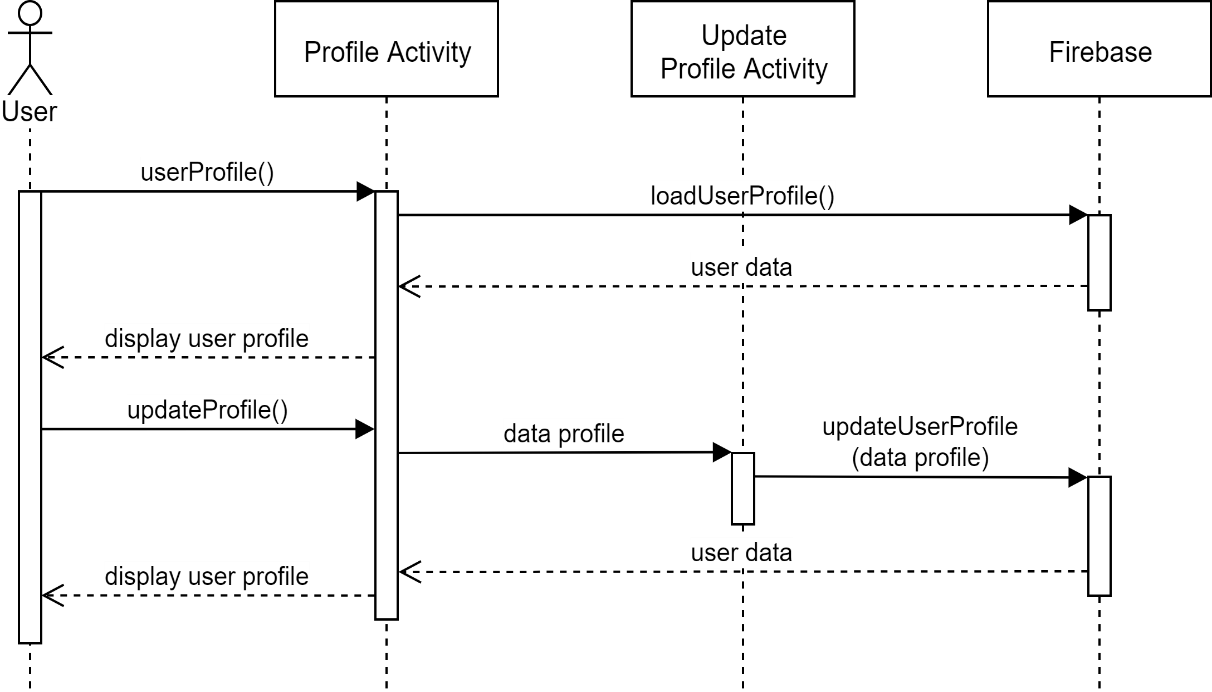 User
Profile Activity
Update
Profile Activity
Firebase
userProfile()
loadUserProfile()
user data
display user profile
updateProfile()
data profile
updateUserProfile
(data profile)
user data
display user profile